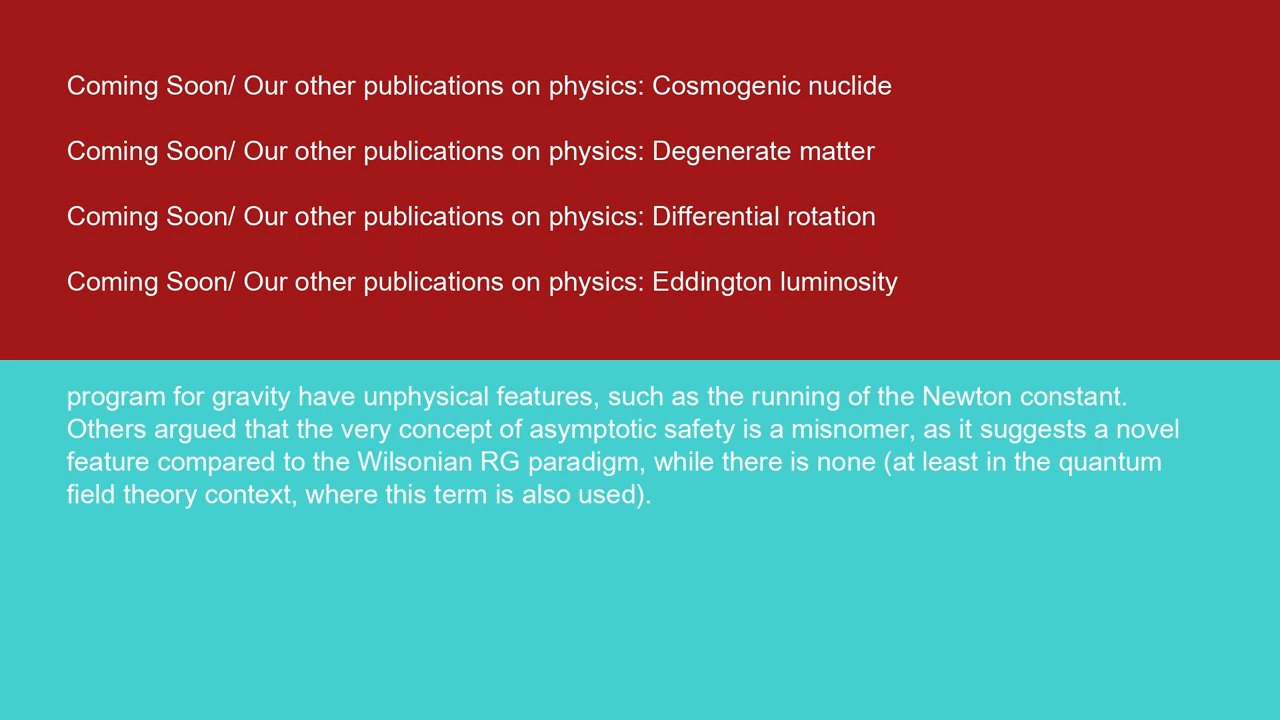 Coming Soon/ Our other publications on physics: Cosmogenic nuclide
Coming Soon/ Our other publications on physics: Degenerate matter
Coming Soon/ Our other publications on physics: Differential rotation
Coming Soon/ Our other publications on physics: Eddington luminosity
program for gravity have unphysical features, such as the running of the Newton constant.
Others argued that the very concept of asymptotic safety is a misnomer, as it suggests a novel
feature compared to the Wilsonian RG paradigm, while there is none (at least in the quantum
field theory context, where this term is also used).